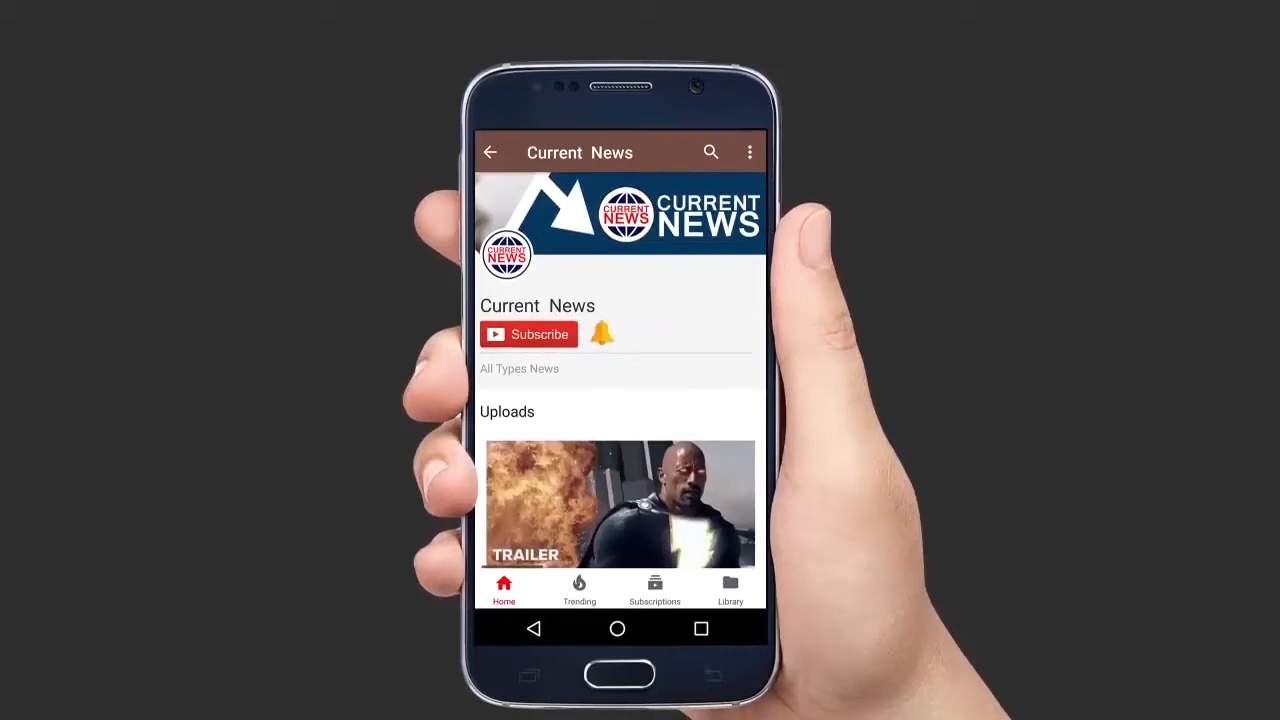 Current News
CURRENT
NEWS
CURRENT
NEWS
CURRENT
NEWS
Current News
Subscribe
All Types News
Uploads
TRAILER
Home
Trending
Subscriptions
Library